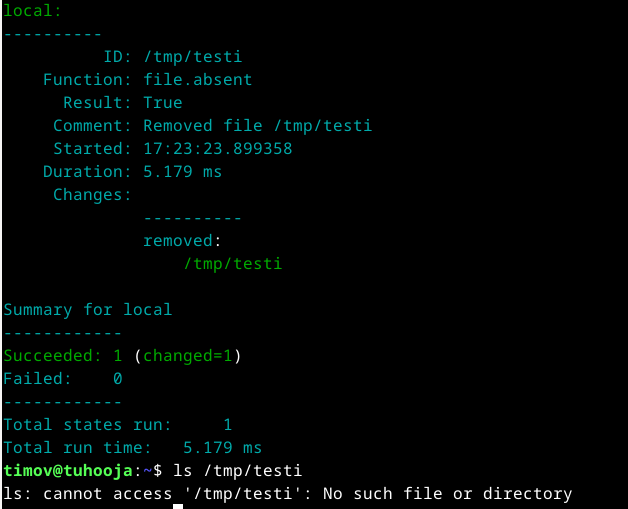 local:
----------
          ID: /tmp/testi
    Function: file.absent
      Result: True
     Comment: Removed file /tmp/testi
     Started: 17:23:23.899358
    Duration: 5.179 ms
     Changes:
              ----------
              removed:
                  /tmp/testi

Summary for local
------------
Succeeded: 1 (changed=1)
Failed:    0
------------
Total states run:     1
Total run time:   5.179 ms
timov@tuhooja:~$ ls /tmp/testi
ls: cannot access '/tmp/testi': No such file or directory